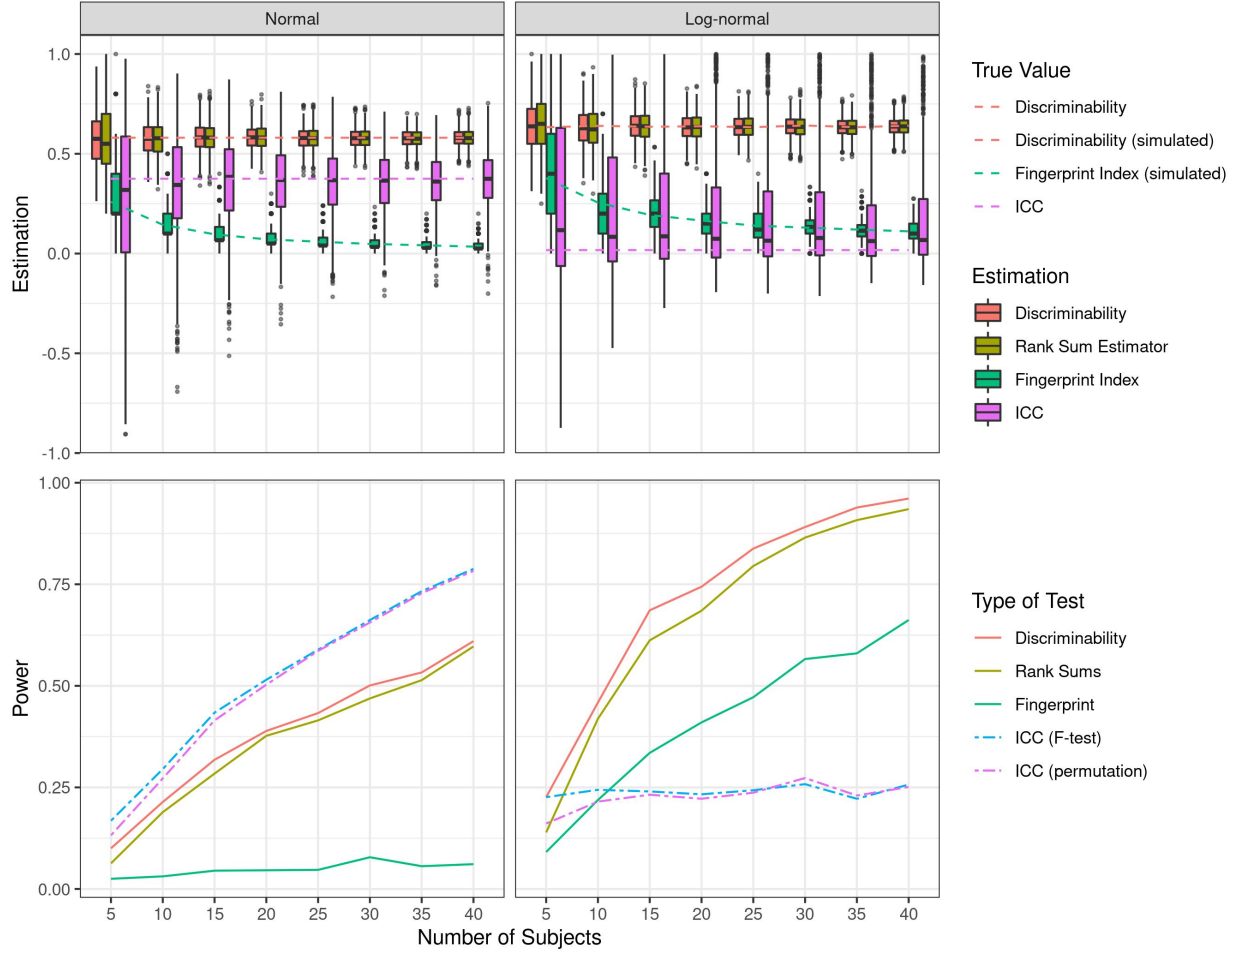 Normal
Log-normal
1.0
0.5
0.0
-0.5
-1.0
Estimation
True Value
Discriminability
Discriminability (simulated)
Fingerprint Index (simulated)
ICC
Estimation
Discriminability
Rank Sum Estimator
Fingerprint Index
ICC
1.00
0.75
0.50
0.25
0.00
Power
5 10 15 20 25 30 35 40
5 10 15 20 25 30 35 40
Number of Subjects
Type of Test
Discriminability
Rank Sums
Fingerprint
ICC (F-test)
ICC (permutation)